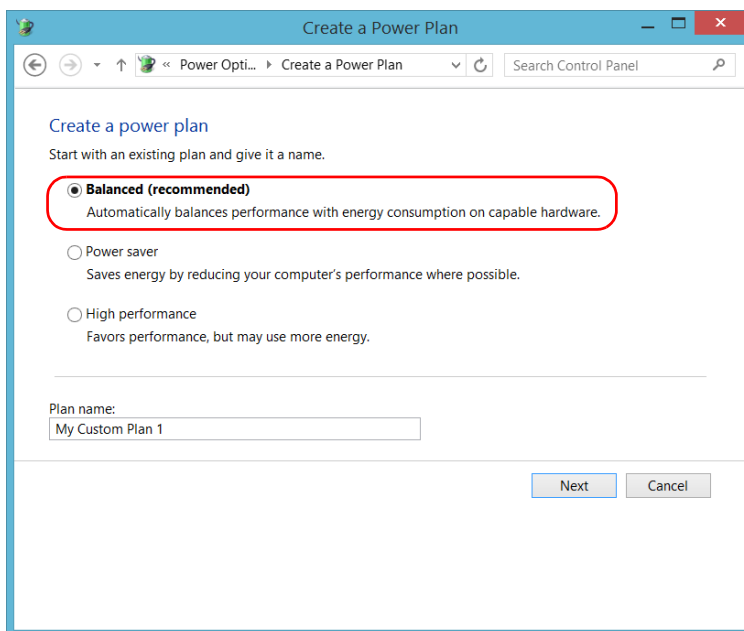 Create a Power Plan
« Power Opti... Create a Power Plan
Search Control Panel
Create a power plan
Start with an existing plan and give it a name.
Balanced (recommended)
Automatically balances performance with energy consumption on capable hardware.
Power saver
Saves energy by reducing your computer's performance where possible.
High performance
Favors performance, but may use more energy.
Plan name:
My Custom Plan 1
Next Cancel